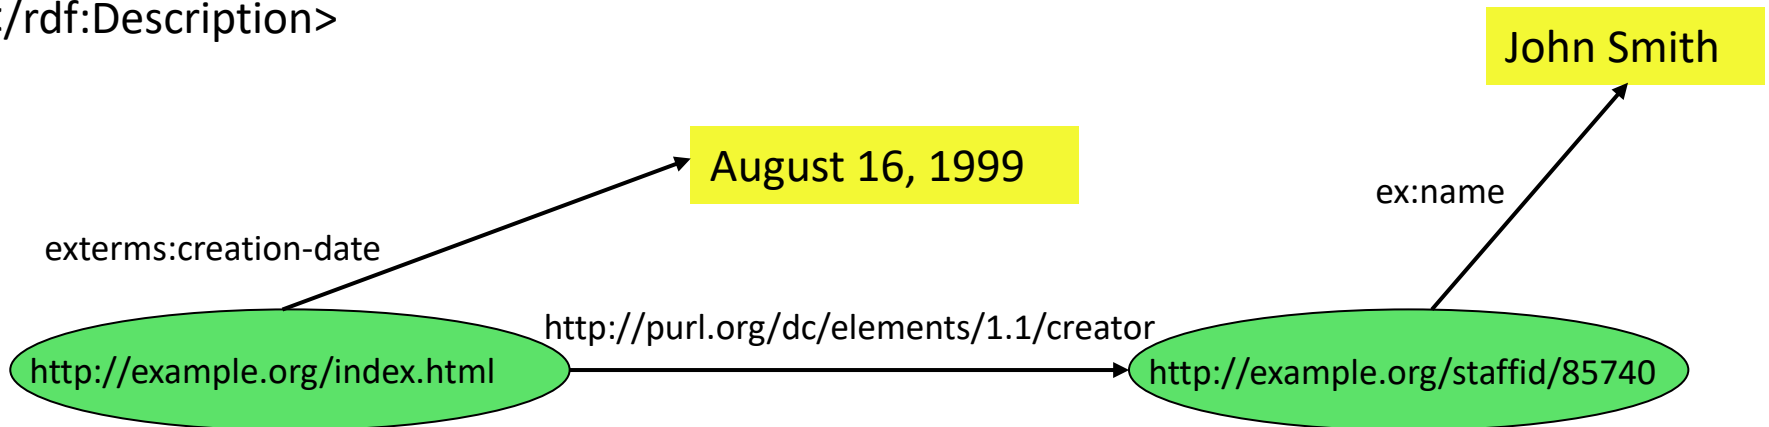 /rdf:Description>
John Smith
August 16, 1999
ex:name
exterms:creation-date
http://purl.org/dc/elements/1.1/creator
http://example.org/index.html
http://example.org/staffid/85740